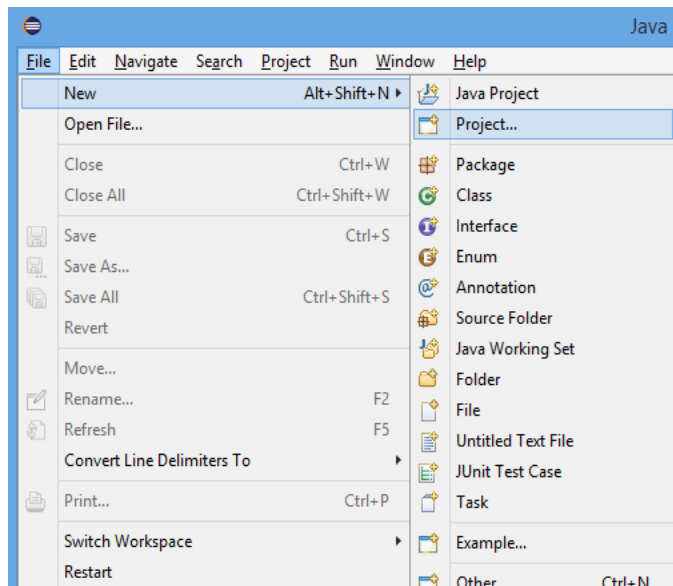 Java
File Edit Navigate Search Project Run Window Help
New Alt+Shift+N
Open File...
Close Ctrl+W
Close All Ctrl+Shift+W
Save Ctrl+S
Save As...
Save All Ctrl+Shift+S
Revert
Move...
Rename... F2
Refresh F5
Convert Line Delimiters To
Print... Ctrl+P
Switch Workspace
Restart
Java Project
Project...
Package
Class
Interface
Enum
Annotation
Source Folder
Java Working Set
Folder
File
Untitled Text File
JUnit Test Case
Task
Example...
Other... Ctrl+N